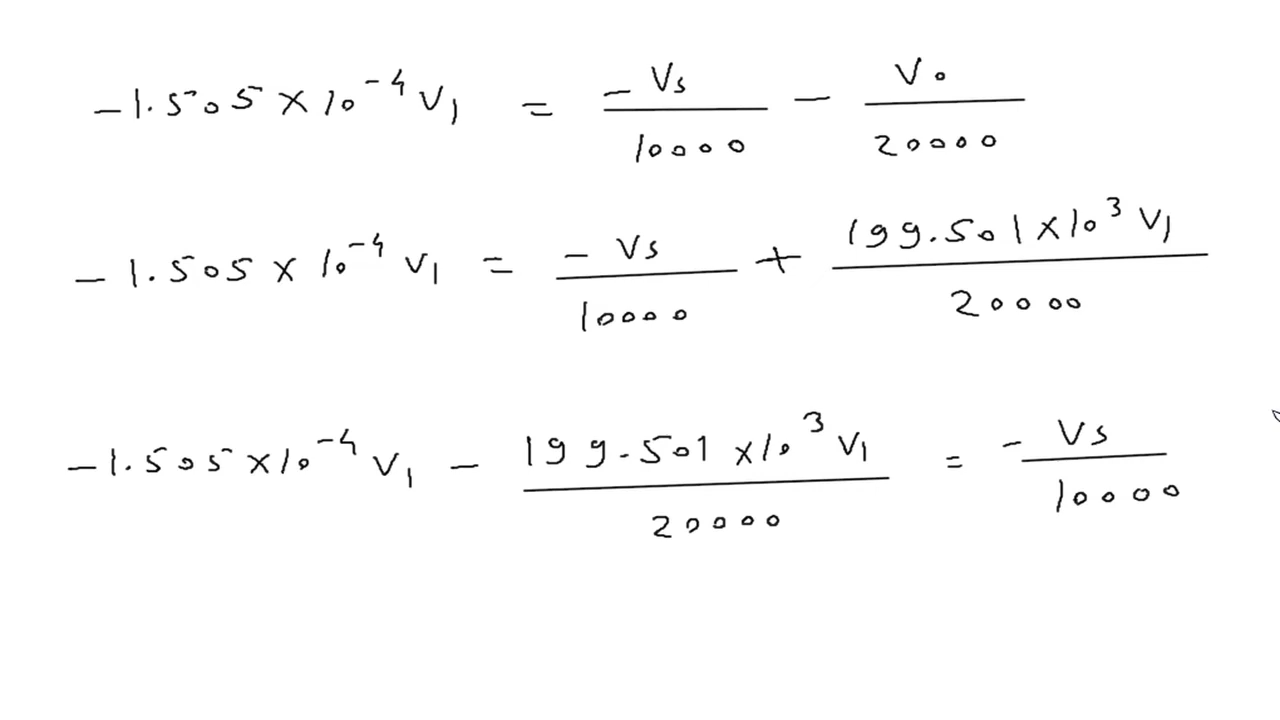 -1.505 × 10^-4 V1 = -Vs/10000 - Vo/20000
-1.505 × 10^-4 V1 = -Vs/10000 + 199.501×10^3 V1/20000
-1.505×10^-4 V1 - 199.501×10^3 V1/20000 = -Vs/10000